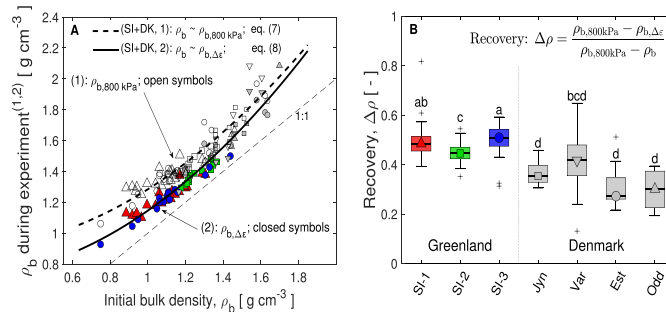 A
(SI+DK, 1): ρb ~ ρb,800 kPa; eq. (7)
(SI+DK, 2): ρb ~ ρb,Δε; eq. (8)
(1): ρb,800 kPa; open symbols
1:1
(2): ρb,Δε; closed symbols
2.4
2.2
2
1.8
1.6
1.4
1.2
1
0.8
0.6 0.8 1 1.2 1.4 1.6 1.8 2
ρb during experiment(1,2) [ g cm-3 ]
Initial bulk density, ρb [ g cm-3 ]
B
Recovery: Δρ = ρb,800kPa − ρb,Δε
ρb,800kPa − ρb
1
0.8
0.6
0.4
0.2
0
Recovery, Δρ [ - ]
ab c a d bcd d d
Greenland Denmark
SI-1 SI-2 SI-3 Jyn Var Est Odd